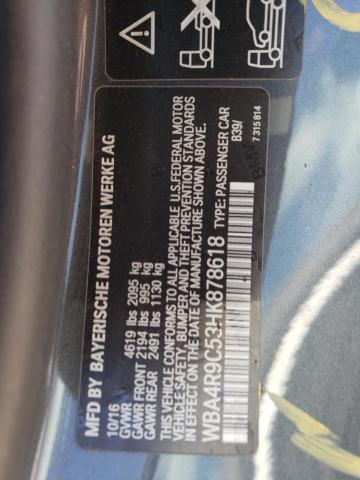 MFD BY BAYERISCHE MOTOREN WERKE AG
10/16
GVWR 4619 lbs 2095 kg
GAWR FRONT 2194 lbs 995 kg
GAWR REAR 2491 lbs 1130 kg
THIS VEHICLE CONFORMS TO ALL APPLICABLE U.S. FEDERAL MOTOR
VEHICLE SAFETY, BUMPER AND THEFT PREVENTION STANDARDS
IN EFFECT ON THE DATE OF MANUFACTURE SHOWN ABOVE.
WBA4R9C53HK878618 TYPE: PASSENGER CAR
B39/
7 315 814